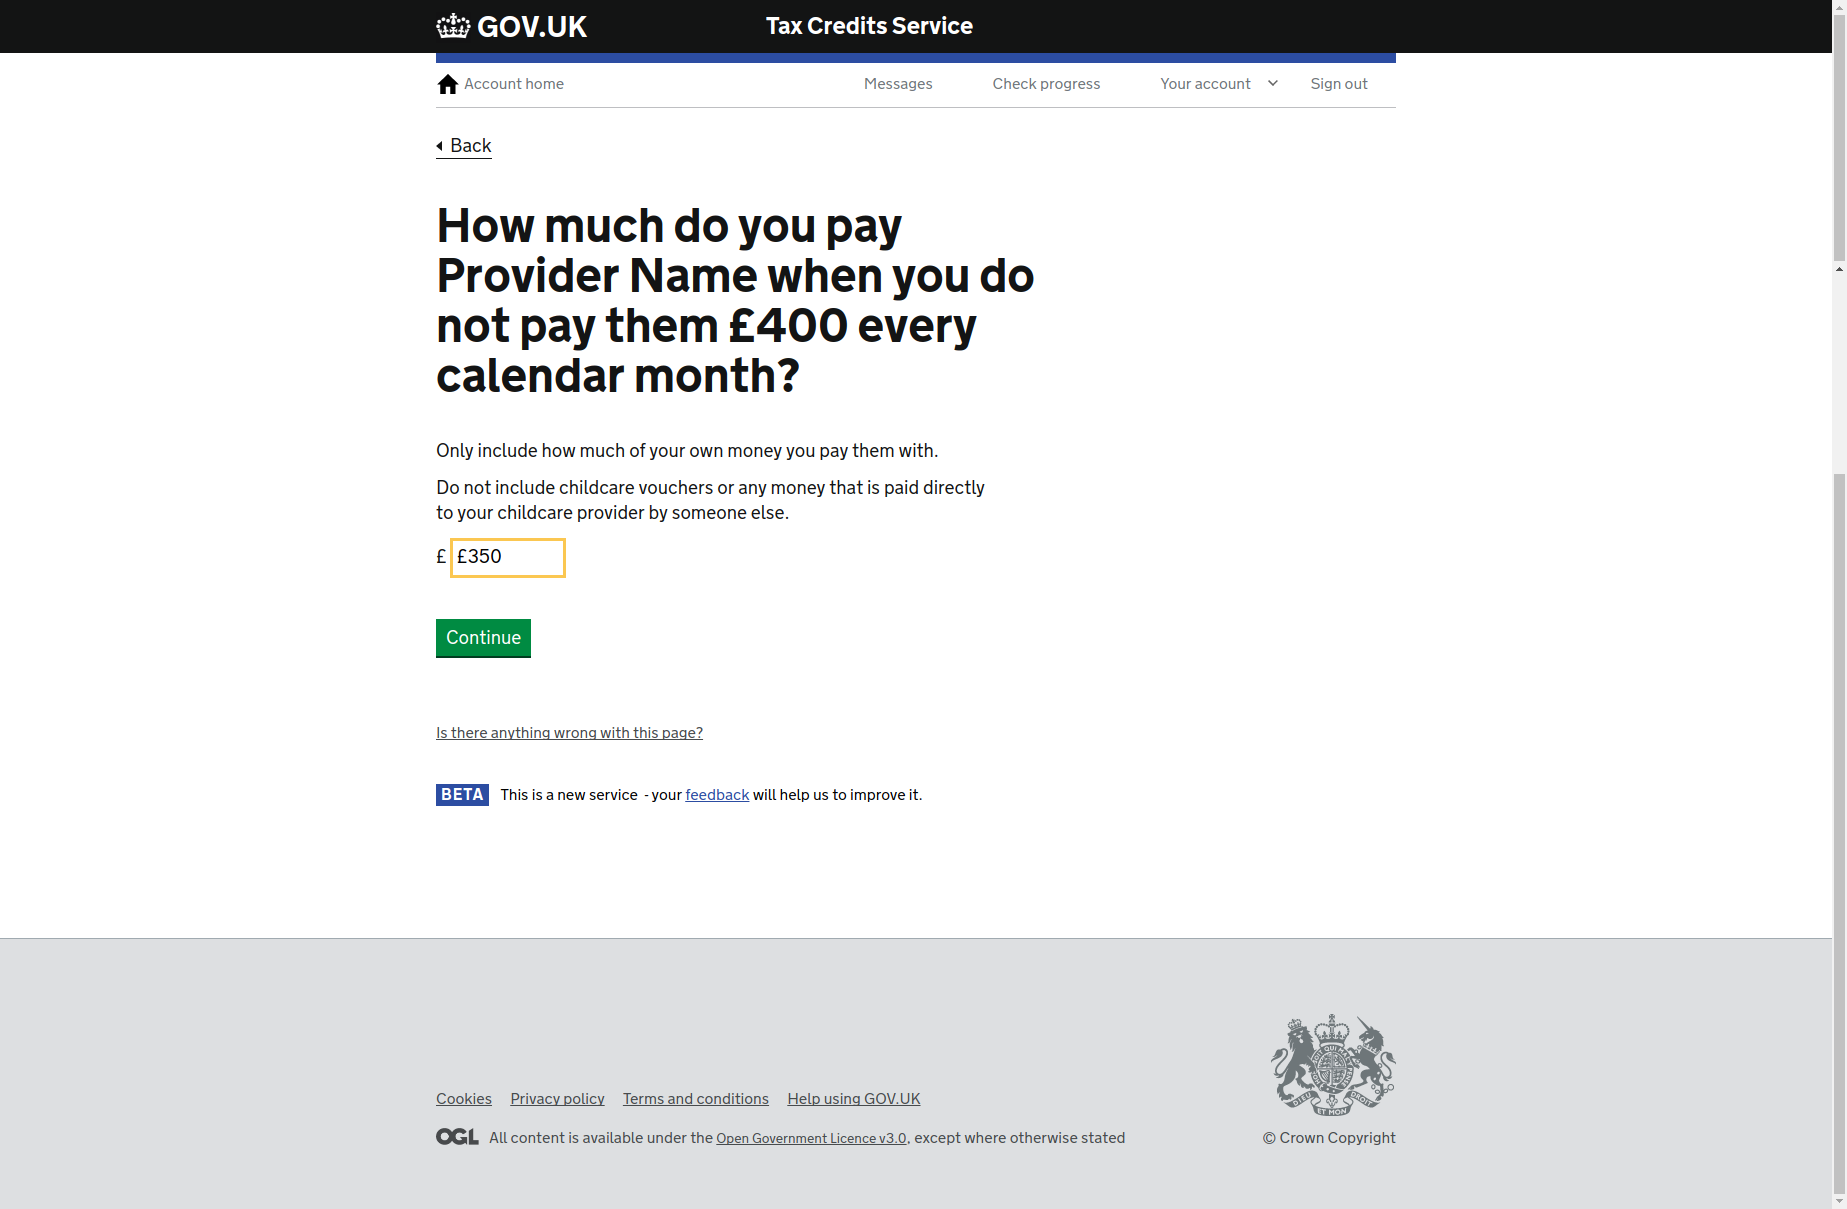 GOV.UK
Tax Credits Service
Account home
Messages
Check progress
Your account
Sign out
Back
How much do you pay
Provider Name when you do
not pay them £400 every
calendar month?
Only include how much of your own money you pay them with.
Do not include childcare vouchers or any money that is paid directly
to your childcare provider by someone else.
£ £350
Continue
Is there anything wrong with this page?
BETA This is a new service - your feedback will help us to improve it.
Cookies Privacy policy Terms and conditions Help using GOV.UK
OGL All content is available under the Open Government Licence v3.0, except where otherwise stated
DIEU ET MON DROIT
© Crown Copyright